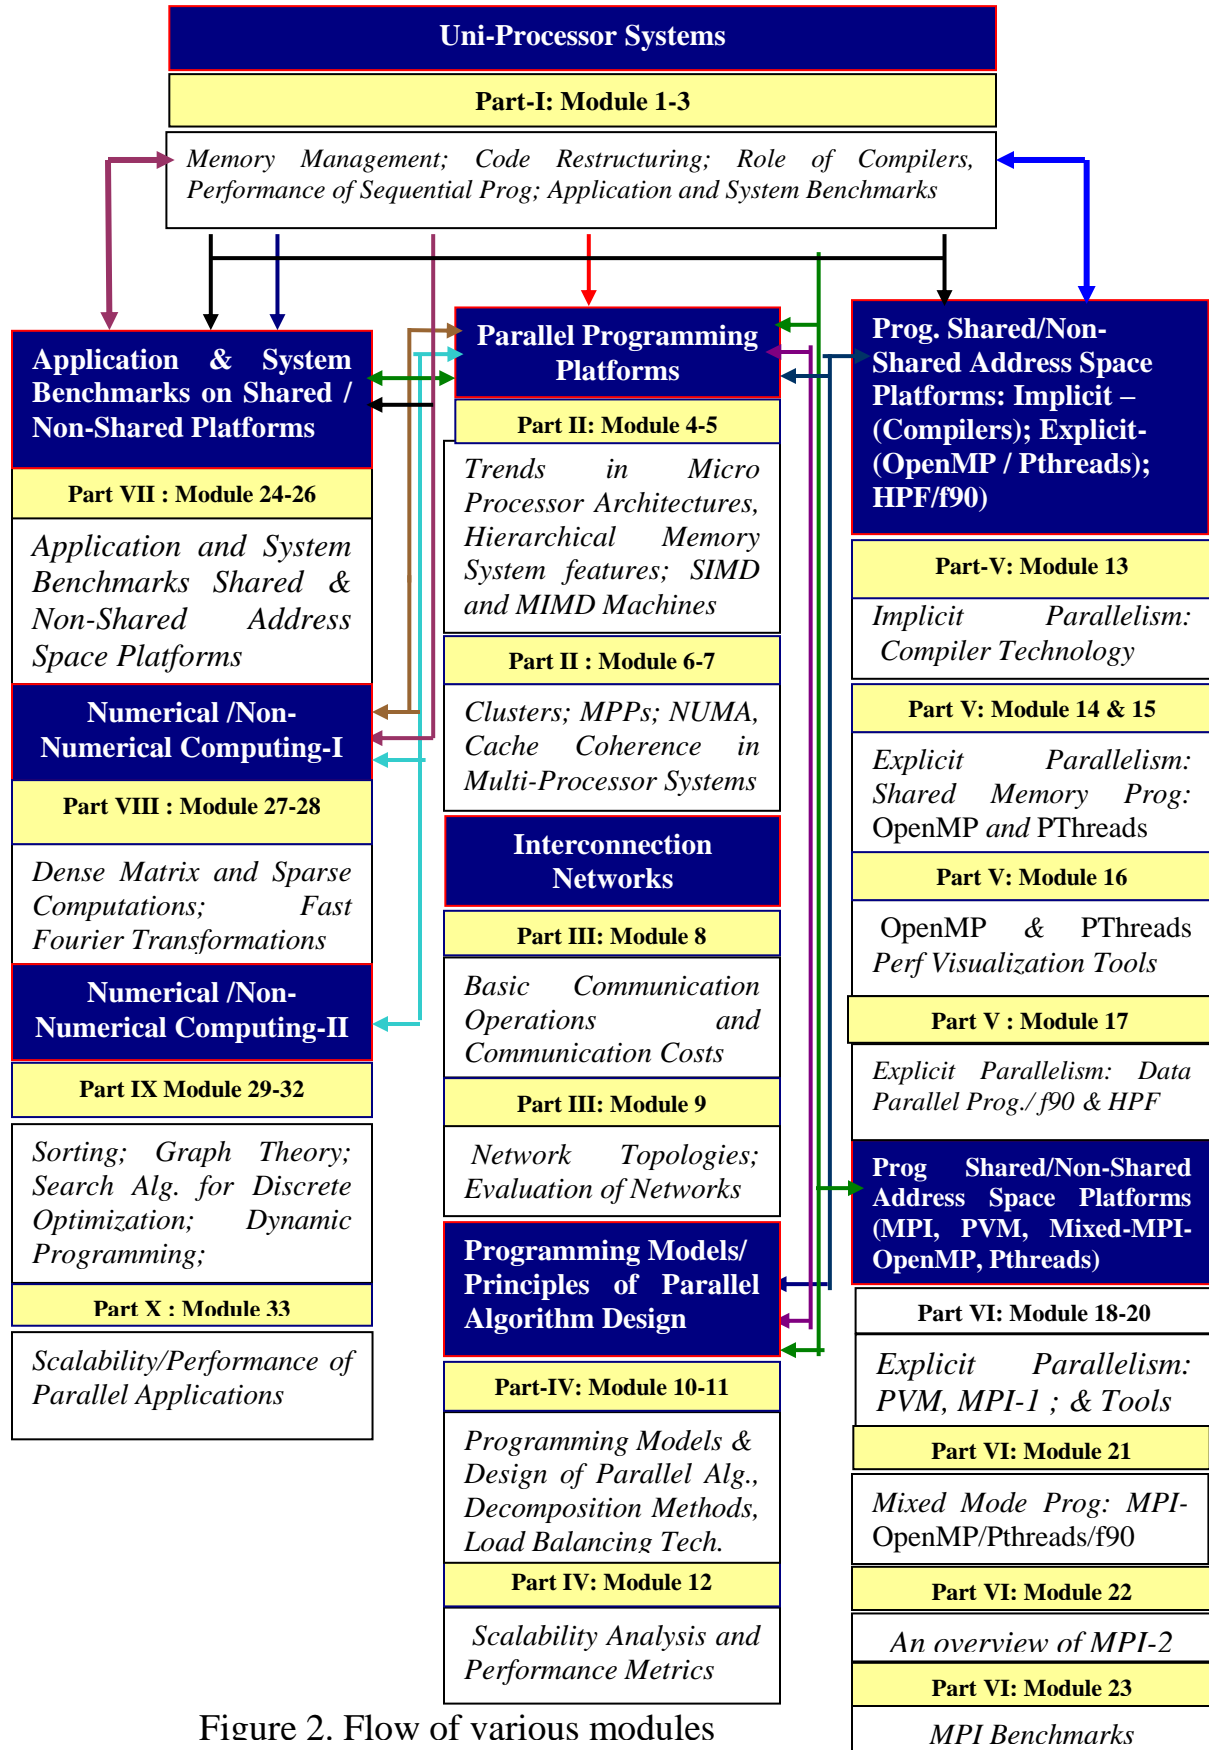 Uni-Processor Systems
Part-I: Module 1-3
Memory Management; Code Restructuring; Role of Compilers,
Performance of Sequential Prog; Application and System Benchmarks
Application & System
Benchmarks on Shared /
Non-Shared Platforms
Part VII : Module 24-26
Application and System
Benchmarks Shared &
Non-Shared Address
Space Platforms
Numerical /Non-
Numerical Computing-I
Part VIII : Module 27-28
Dense Matrix and Sparse
Computations; Fast
Fourier Transformations
Numerical /Non-
Numerical Computing-II
Part IX Module 29-32
Sorting; Graph Theory;
Search Alg. for Discrete
Optimization; Dynamic
Programming;
Part X : Module 33
Scalability/Performance of
Parallel Applications
Parallel Programming
Platforms
Part II: Module 4-5
Trends in Micro
Processor Architectures,
Hierarchical Memory
System features; SIMD
and MIMD Machines
Part II : Module 6-7
Clusters; MPPs; NUMA,
Cache Coherence in
Multi-Processor Systems
Interconnection
Networks
Part III: Module 8
Basic Communication
Operations and
Communication Costs
Part III: Module 9
Network Topologies;
Evaluation of Networks
Programming Models/
Principles of Parallel
Algorithm Design
Part-IV: Module 10-11
Programming Models &
Design of Parallel Alg.,
Decomposition Methods,
Load Balancing Tech.
Part IV: Module 12
Scalability Analysis and
Performance Metrics
Prog. Shared/Non-
Shared Address Space
Platforms: Implicit –
(Compilers); Explicit-
(OpenMP / Pthreads);
HPF/f90)
Part-V: Module 13
Implicit Parallelism:
Compiler Technology
Part V: Module 14 & 15
Explicit Parallelism:
Shared Memory Prog:
OpenMP and PThreads
Part V: Module 16
OpenMP & PThreads
Perf Visualization Tools
Part V : Module 17
Explicit Parallelism: Data
Parallel Prog./ f90 & HPF
Prog Shared/Non-Shared
Address Space Platforms
(MPI, PVM, Mixed-MPI-
OpenMP, Pthreads)
Part VI: Module 18-20
Explicit Parallelism:
PVM, MPI-1 ; & Tools
Part VI: Module 21
Mixed Mode Prog: MPI-
OpenMP/Pthreads/f90
Part VI: Module 22
An overview of MPI-2
Part VI: Module 23
MPI Benchmarks
Figure 2. Flow of various modules